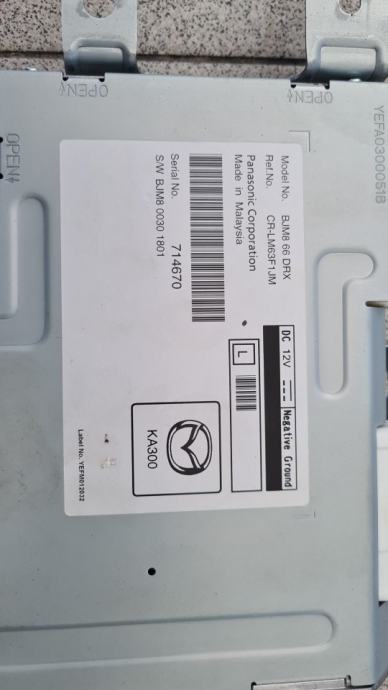 OPEN
OPEN
OPEN
YEFA0300051B
Model No. BJM8 66 DRX
Ref.No. CR-LM63F1JM
Panasonic Corporation
Made in Malaysia
Serial No. 714670
S/W BJM8 0030 1801
DC 12V Negative Ground
L
KA300
Label No. YEFM012032